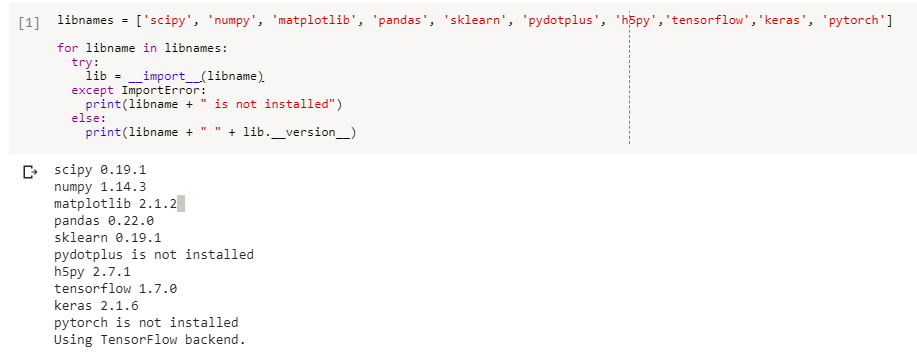 [1] libnames = ['scipy', 'numpy', 'matplotlib', 'pandas', 'sklearn', 'pydotplus', 'h5py','tensorflow','keras', 'pytorch']
for libname in libnames:
  try:
    lib = __import__(libname)
  except ImportError:
    print(libname + " is not installed")
  else:
    print(libname + " " + lib.__version__)
scipy 0.19.1
numpy 1.14.3
matplotlib 2.1.2
pandas 0.22.0
sklearn 0.19.1
pydotplus is not installed
h5py 2.7.1
tensorflow 1.7.0
keras 2.1.6
pytorch is not installed
Using TensorFlow backend.